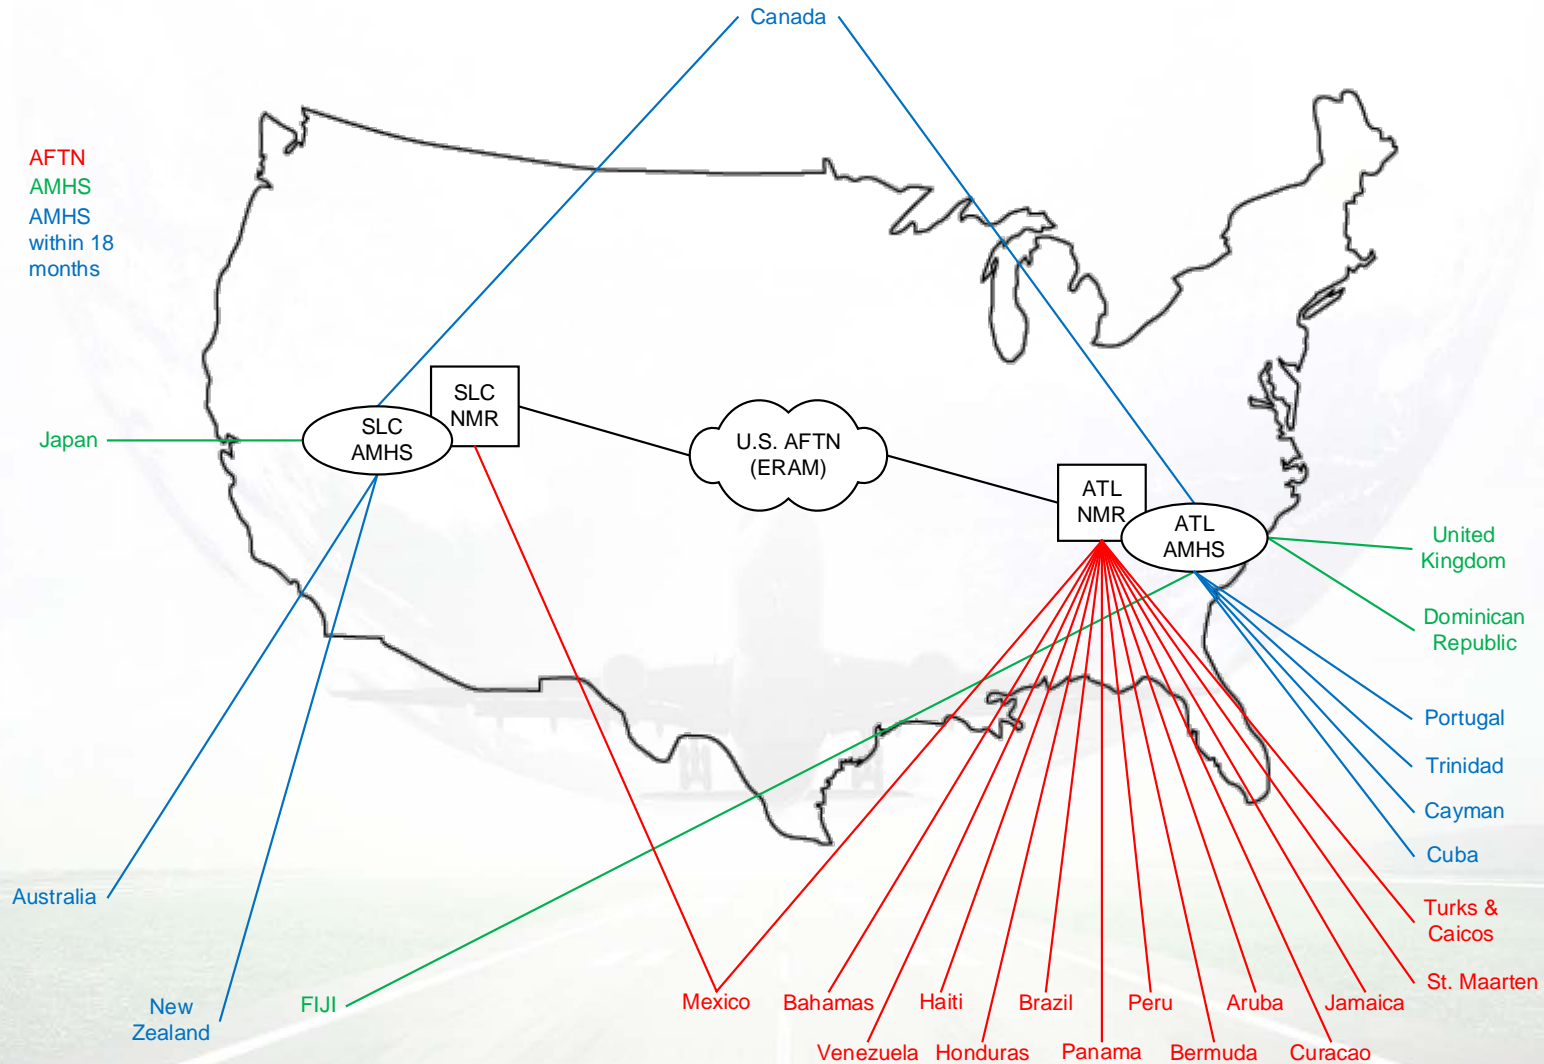 Canada
AFTN
AMHS
AMHS
within 18
months
SLC
NMR
SLC
AMHS
Japan
U.S. AFTN
(ERAM)
ATL
NMR
ATL
AMHS
United
Kingdom
Dominican
Republic
Portugal
Trinidad
Cayman
Cuba
Australia
Turks &
Caicos
St. Maarten
New
Zealand
FIJI
Mexico
Bahamas
Haiti
Brazil
Peru
Aruba
Jamaica
Venezuela
Honduras
Panama
Bermuda
Curacao